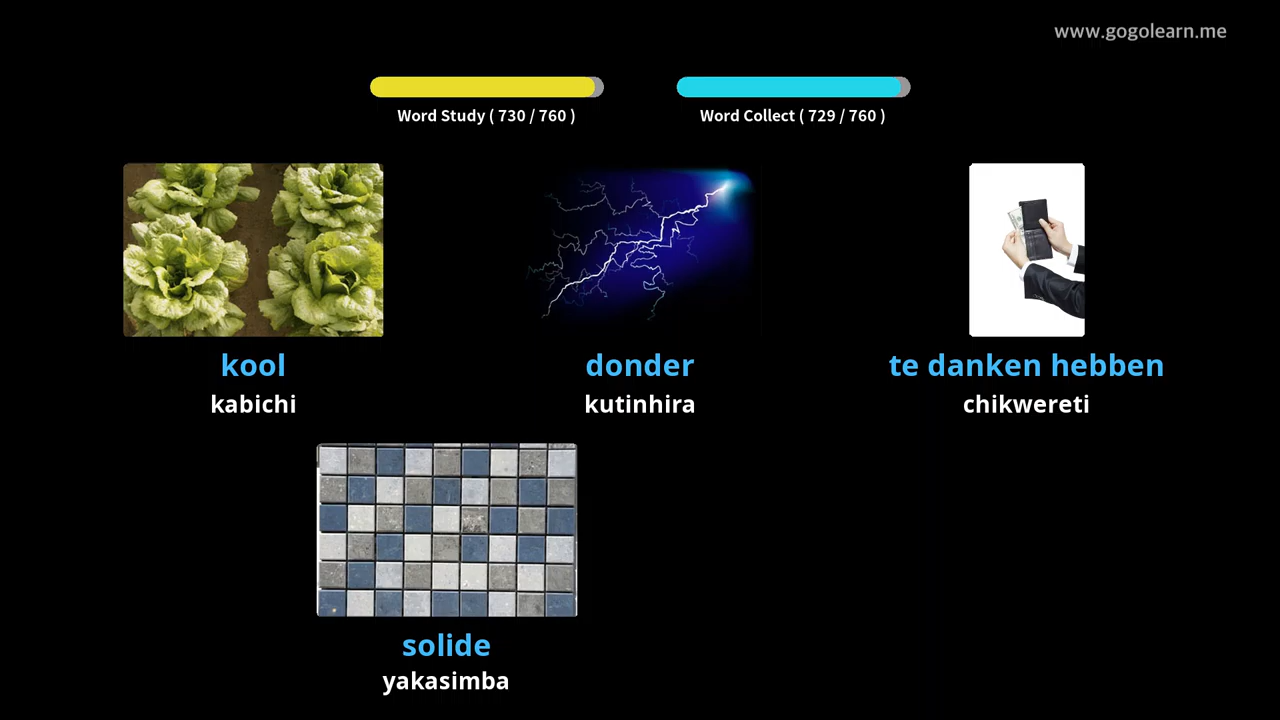 www.gogolearn.me
Word Study ( 730 / 760 )
Word Collect ( 729 / 760 )
kool
kabichi
donder
kutinhira
te danken hebben
chikwereti
solide
yakasimba